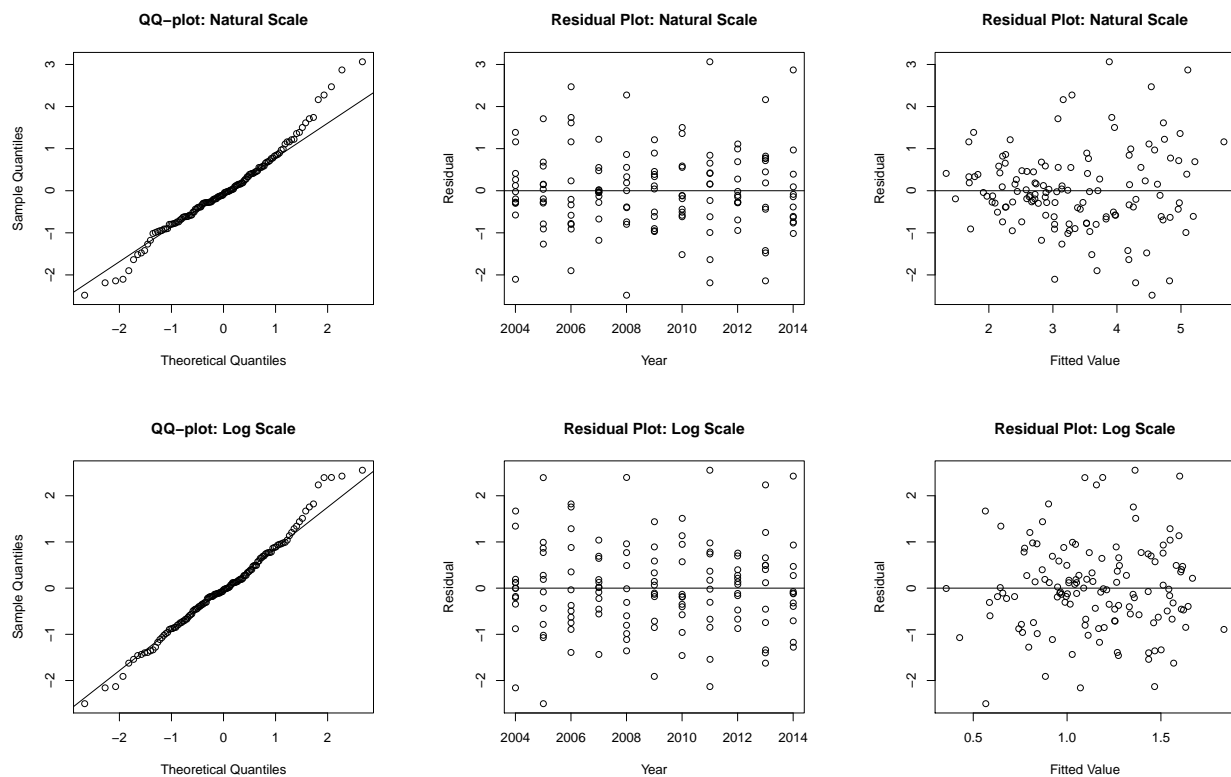 QQ−plot: Natural Scale
Sample Quantiles
3
2
1
0
−1
−2
−2 −1 0 1 2
Theoretical Quantiles
Residual Plot: Natural Scale
Residual
3
2
1
0
−1
−2
2004 2006 2008 2010 2012 2014
Year
Residual Plot: Natural Scale
Residual
3
2
1
0
−1
−2
2 3 4 5
Fitted Value
QQ−plot: Log Scale
Sample Quantiles
2
1
0
−1
−2
−2 −1 0 1 2
Theoretical Quantiles
Residual Plot: Log Scale
Residual
2
1
0
−1
−2
2004 2006 2008 2010 2012 2014
Year
Residual Plot: Log Scale
Residual
2
1
0
−1
−2
0.5 1.0 1.5
Fitted Value